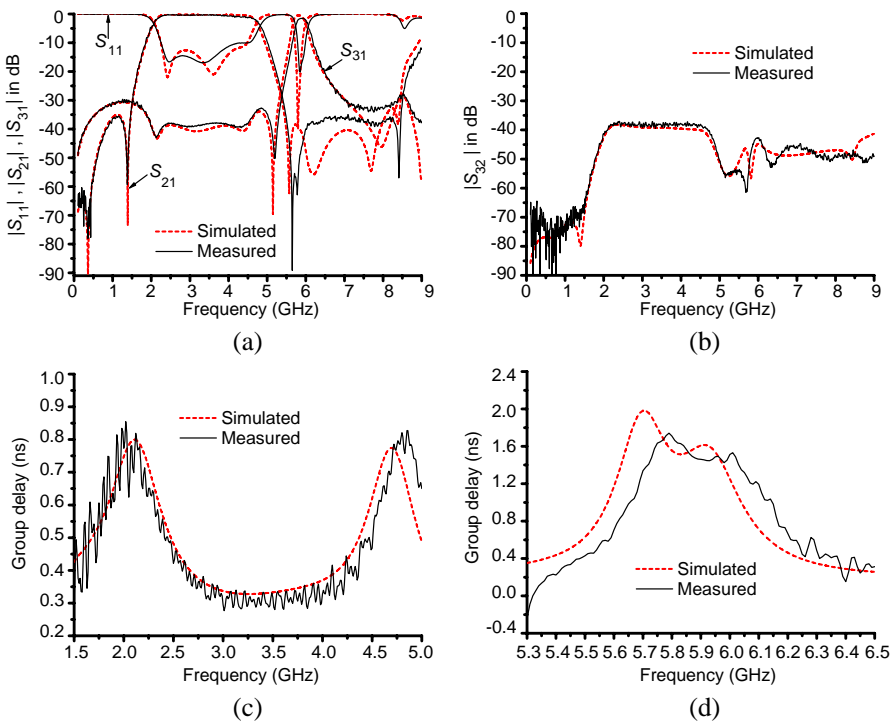 |S11|, |S21|, |S31| in dB
0
-10
-20
-30
-40
-50
-60
-70
-80
-90
S11
S31
S21
Simulated
Measured
0 1 2 3 4 5 6 7 8 9
Frequency (GHz)
(a)
|S32| in dB
0
-10
-20
-30
-40
-50
-60
-70
-80
-90
Simulated
Measured
0 1 2 3 4 5 6 7 8 9
Frequency (GHz)
(b)
Group delay (ns)
1.0
0.9
0.8
0.7
0.6
0.5
0.4
0.3
0.2
Simulated
Measured
1.5 2.0 2.5 3.0 3.5 4.0 4.5 5.0
Frequency (GHz)
(c)
Group delay (ns)
2.4
2.0
1.6
1.2
0.8
0.4
0.0
-0.4
Simulated
Measured
5.3 5.4 5.5 5.6 5.7 5.8 5.9 6.0 6.1 6.2 6.3 6.4 6.5
Frequency (GHz)
(d)